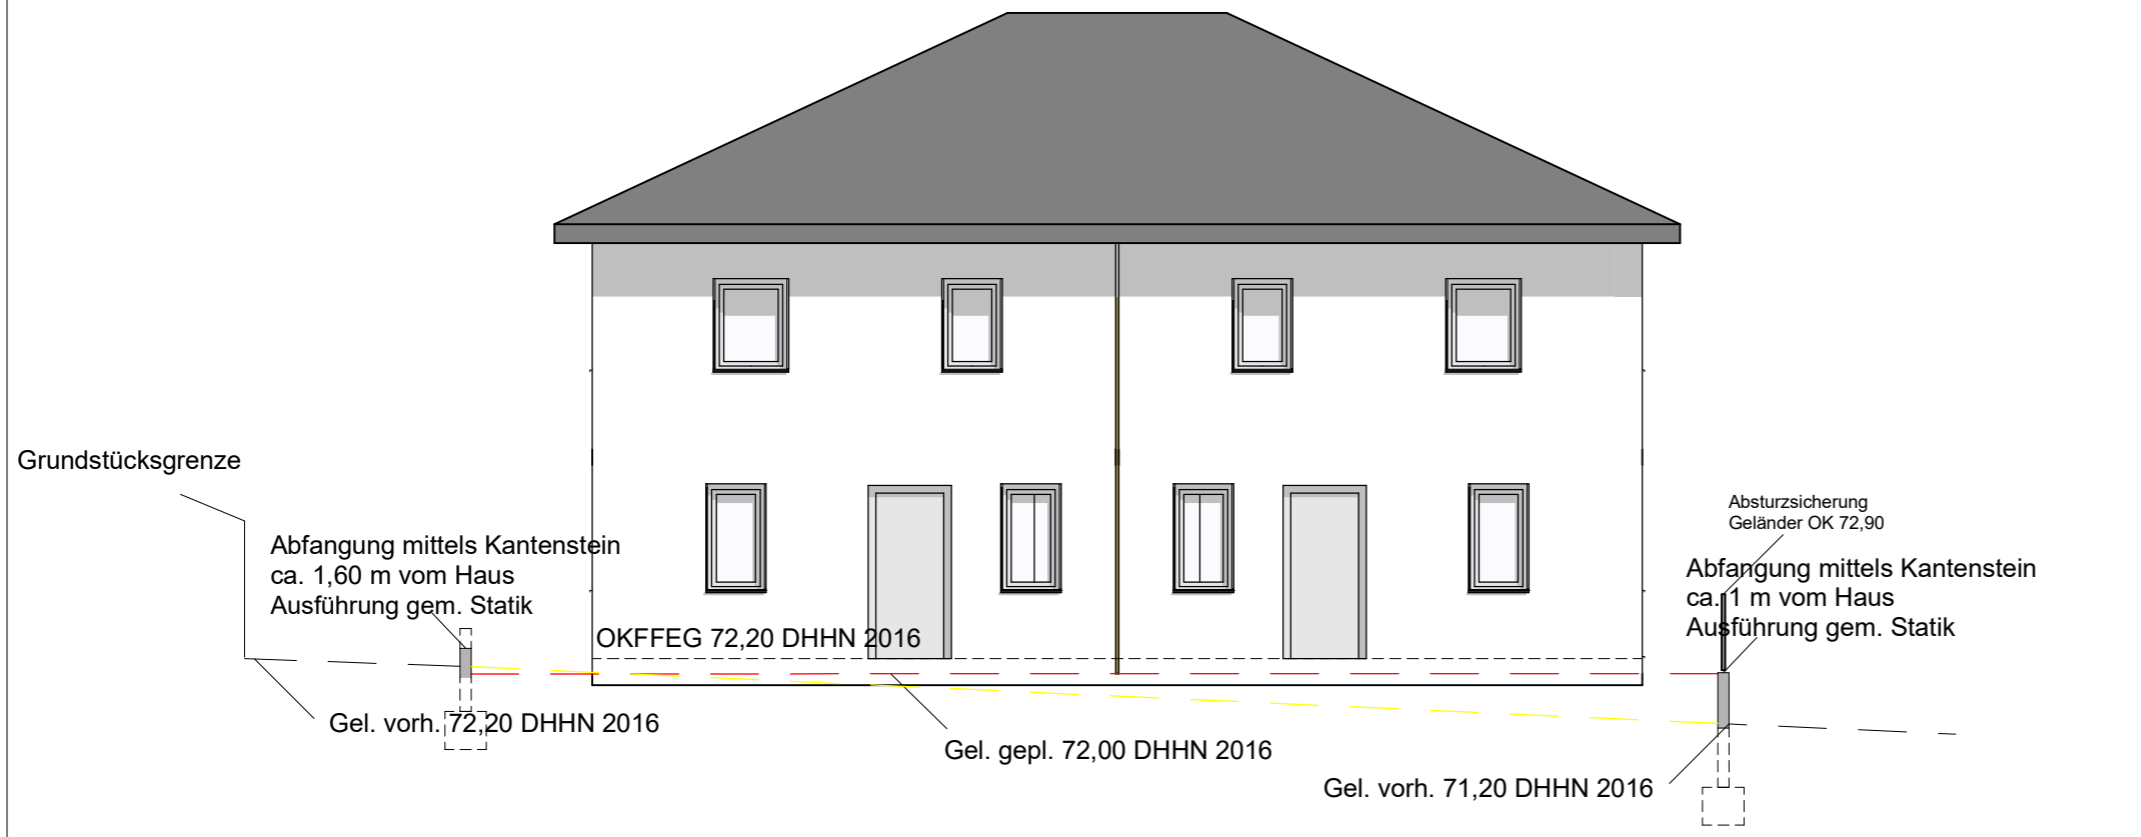 Grundstücksgrenze
Abfangung mittels Kantenstein
ca. 1,60 m vom Haus
Ausführung gem. Statik
OKFFEG 72,20 DHHN 2016
Absturzsicherung
Geländer OK 72,90
Abfangung mittels Kantenstein
ca. 1 m vom Haus
Ausführung gem. Statik
Gel. vorh. 72,20 DHHN 2016
Gel. gepl. 72,00 DHHN 2016
Gel. vorh. 71,20 DHHN 2016